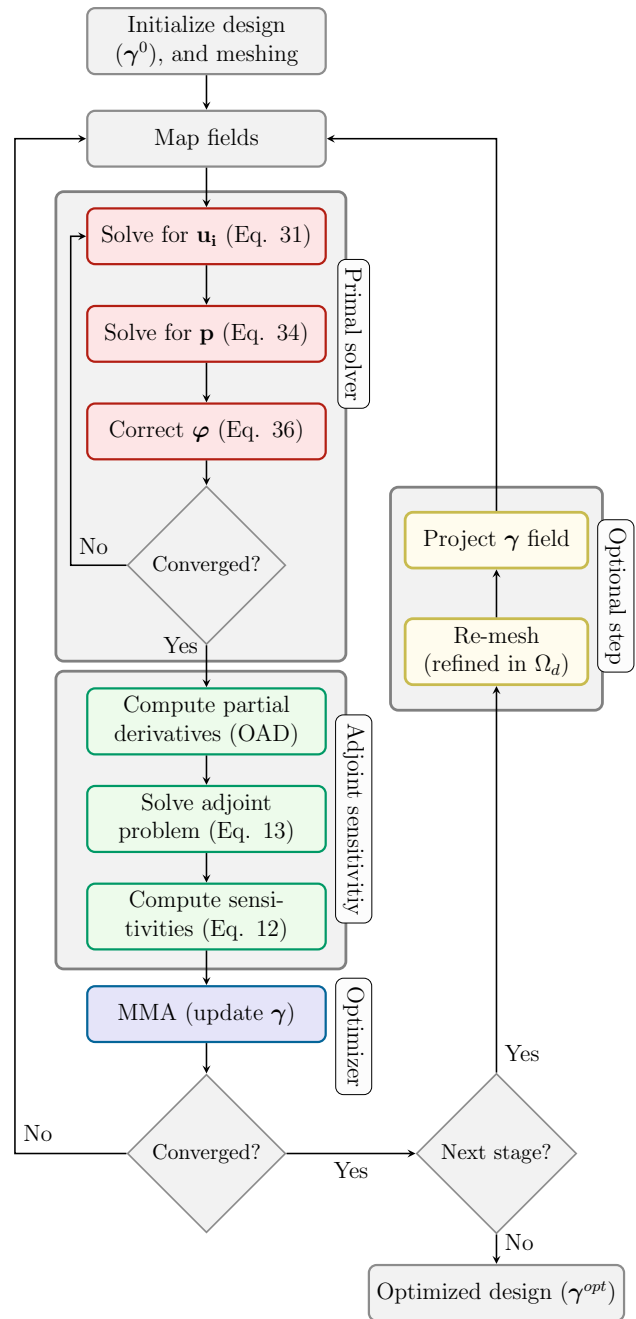 Initialize design
(γ⁰), and meshing
Map fields
Solve for uᵢ (Eq. 31)
Solve for p (Eq. 34)
Correct φ (Eq. 36)
Primal solver
No
Converged?
Yes
Compute partial
derivatives (OAD)
Solve adjoint
problem (Eq. 13)
Compute sensi-
tivities (Eq. 12)
Adjoint sensitivitiy
MMA (update γ)
Optimizer
No
Converged?
Yes
Project γ field
Re-mesh
(refined in Ω_d)
Optional step
Yes
Next stage?
No
Optimized design (γᵒᵖᵗ)